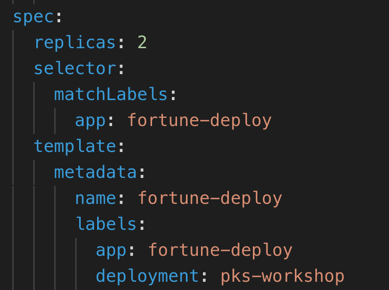 spec:
  replicas: 2
  selector:
    matchLabels:
      app: fortune-deploy
  template:
    metadata:
      name: fortune-deploy
      labels:
        app: fortune-deploy
        deployment: pks-workshop